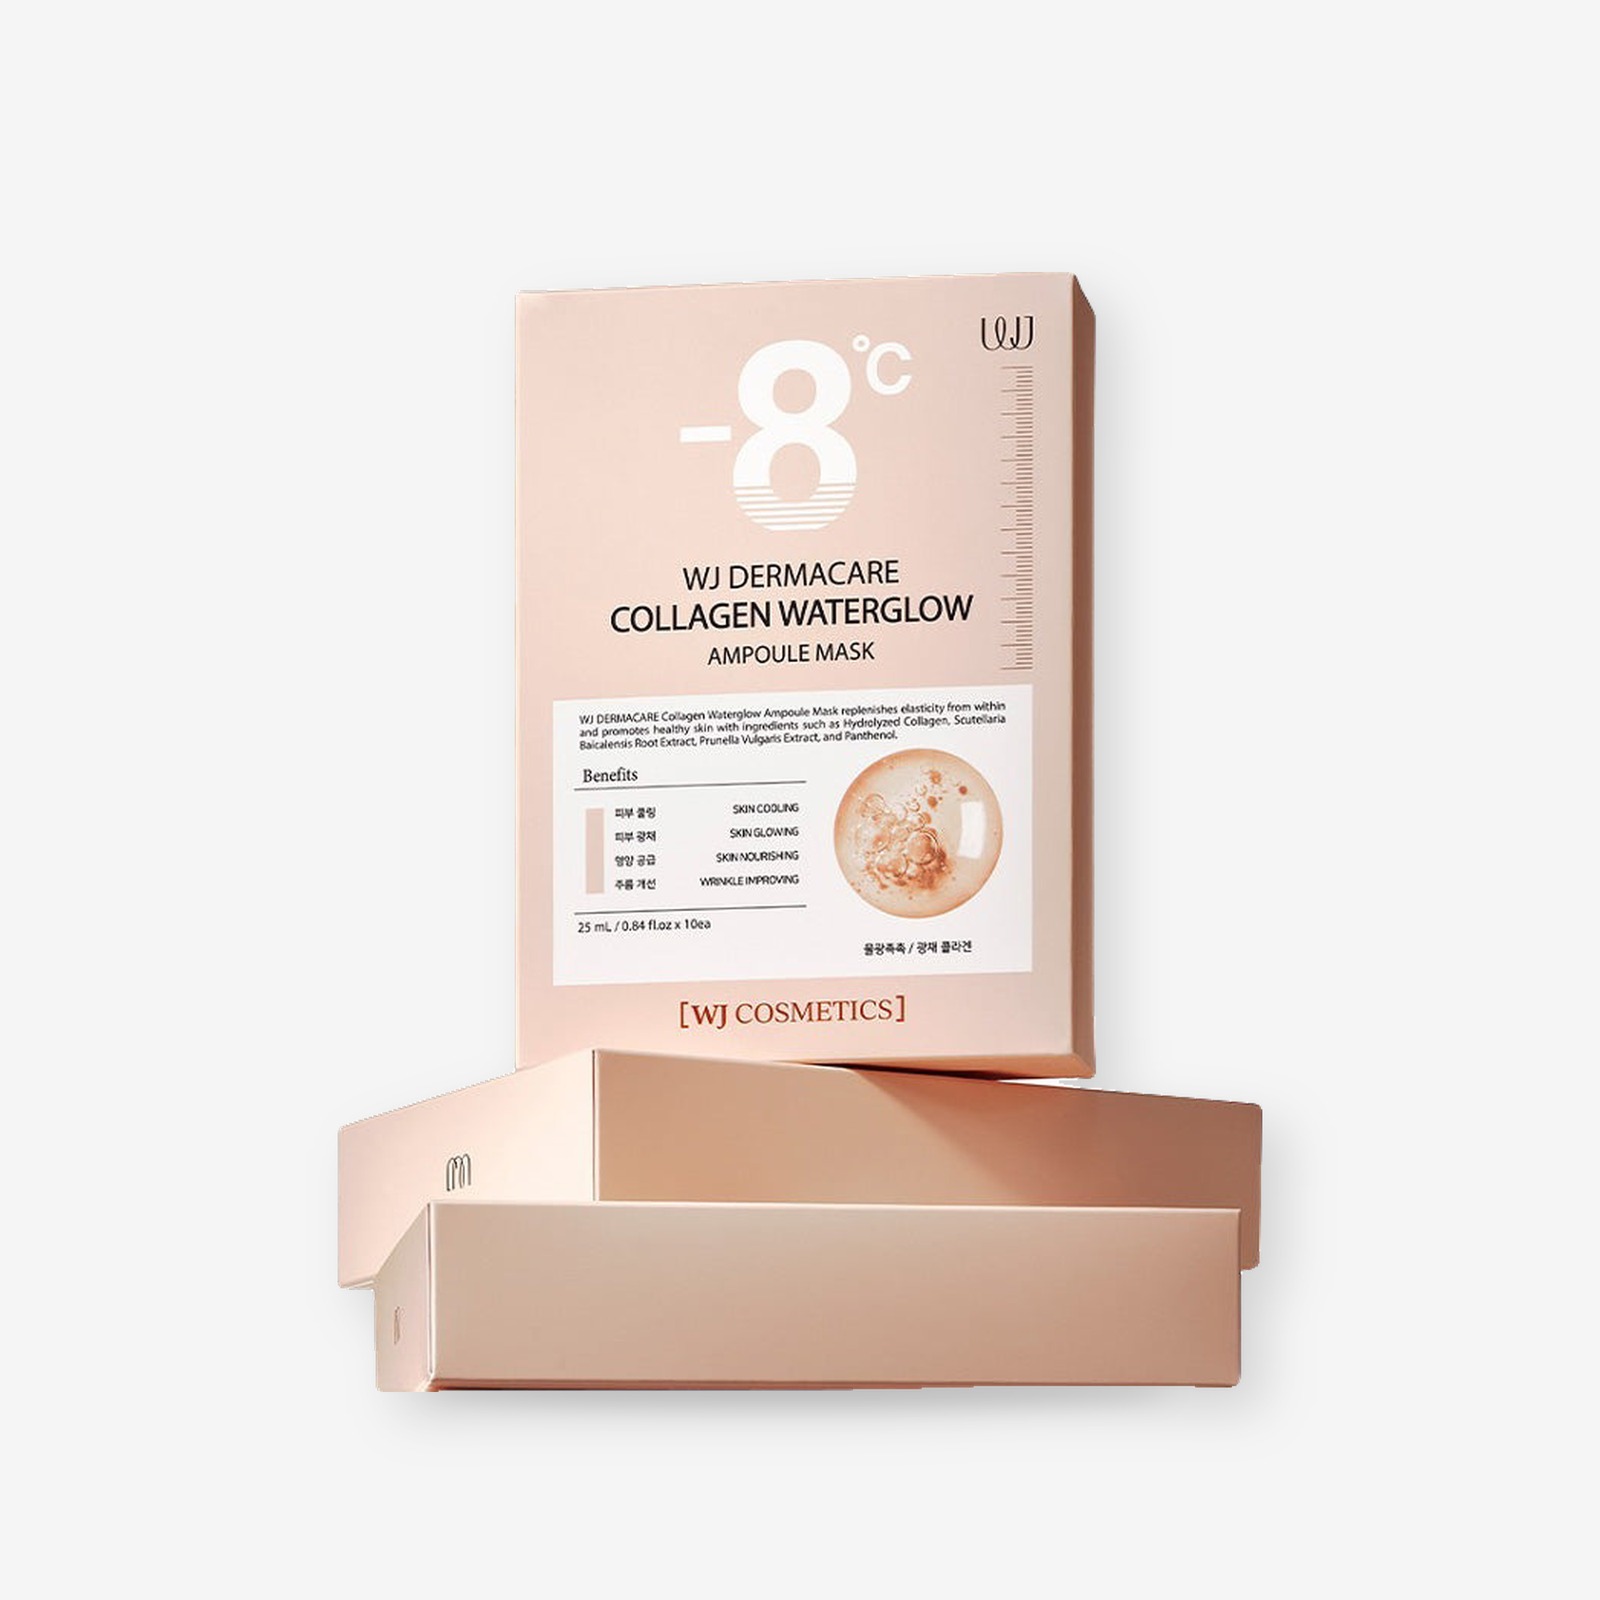 WJ
-8℃
WJ DERMACARE
COLLAGEN WATERGLOW
AMPOULE MASK
WJ DERMACARE Collagen Waterglow Ampoule Mask replenishes elasticity from within
and promotes healthy skin with ingredients such as Hydrolyzed Collagen, Scutellaria
Baicalensis Root Extract, Prunella Vulgaris Extract, and Panthenol.
Benefits
피부 쿨링 SKIN COOLING
피부 광채 SKIN GLOWING
영양 공급 SKIN NOURISHING
주름 개선 WRINKLE IMPROVING
25 mL / 0.84 fl.oz x 10ea
물광촉촉 / 광채 콜라겐
[WJ COSMETICS]